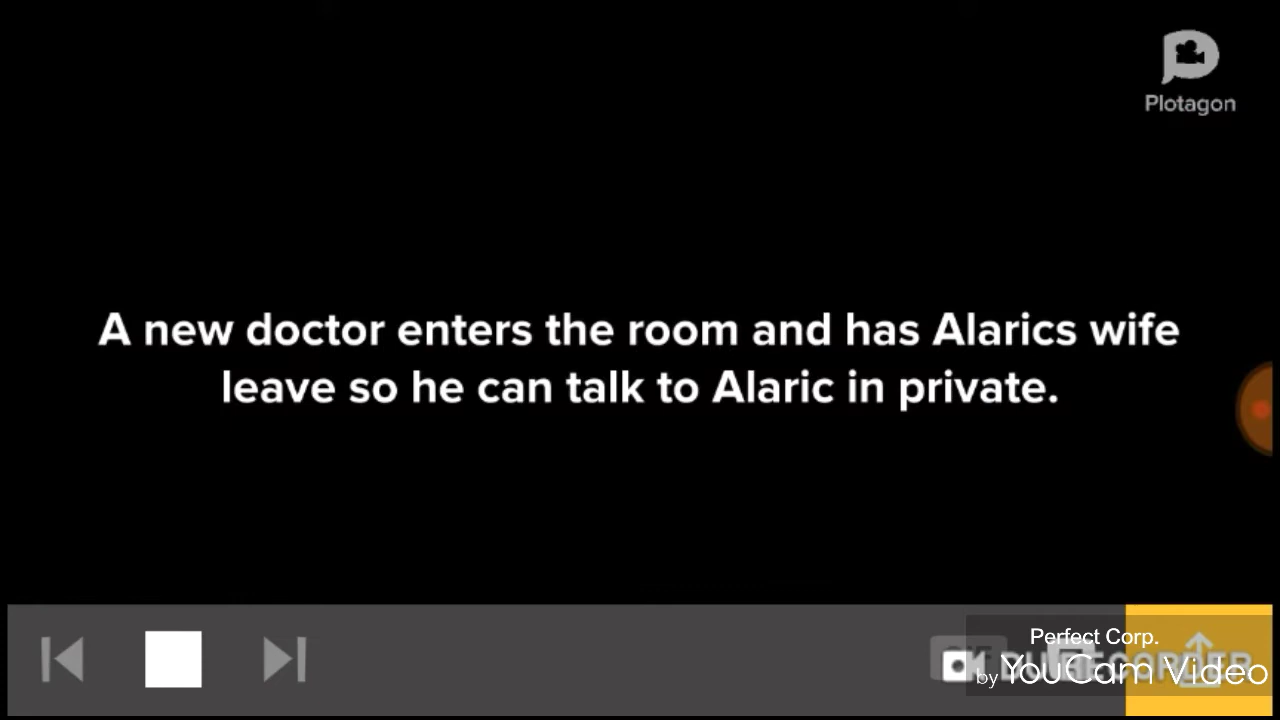 Plotagon
A new doctor enters the room and has Alarics wife
leave so he can talk to Alaric in private.
Perfect Corp.
by YouCam Video
RECORDER